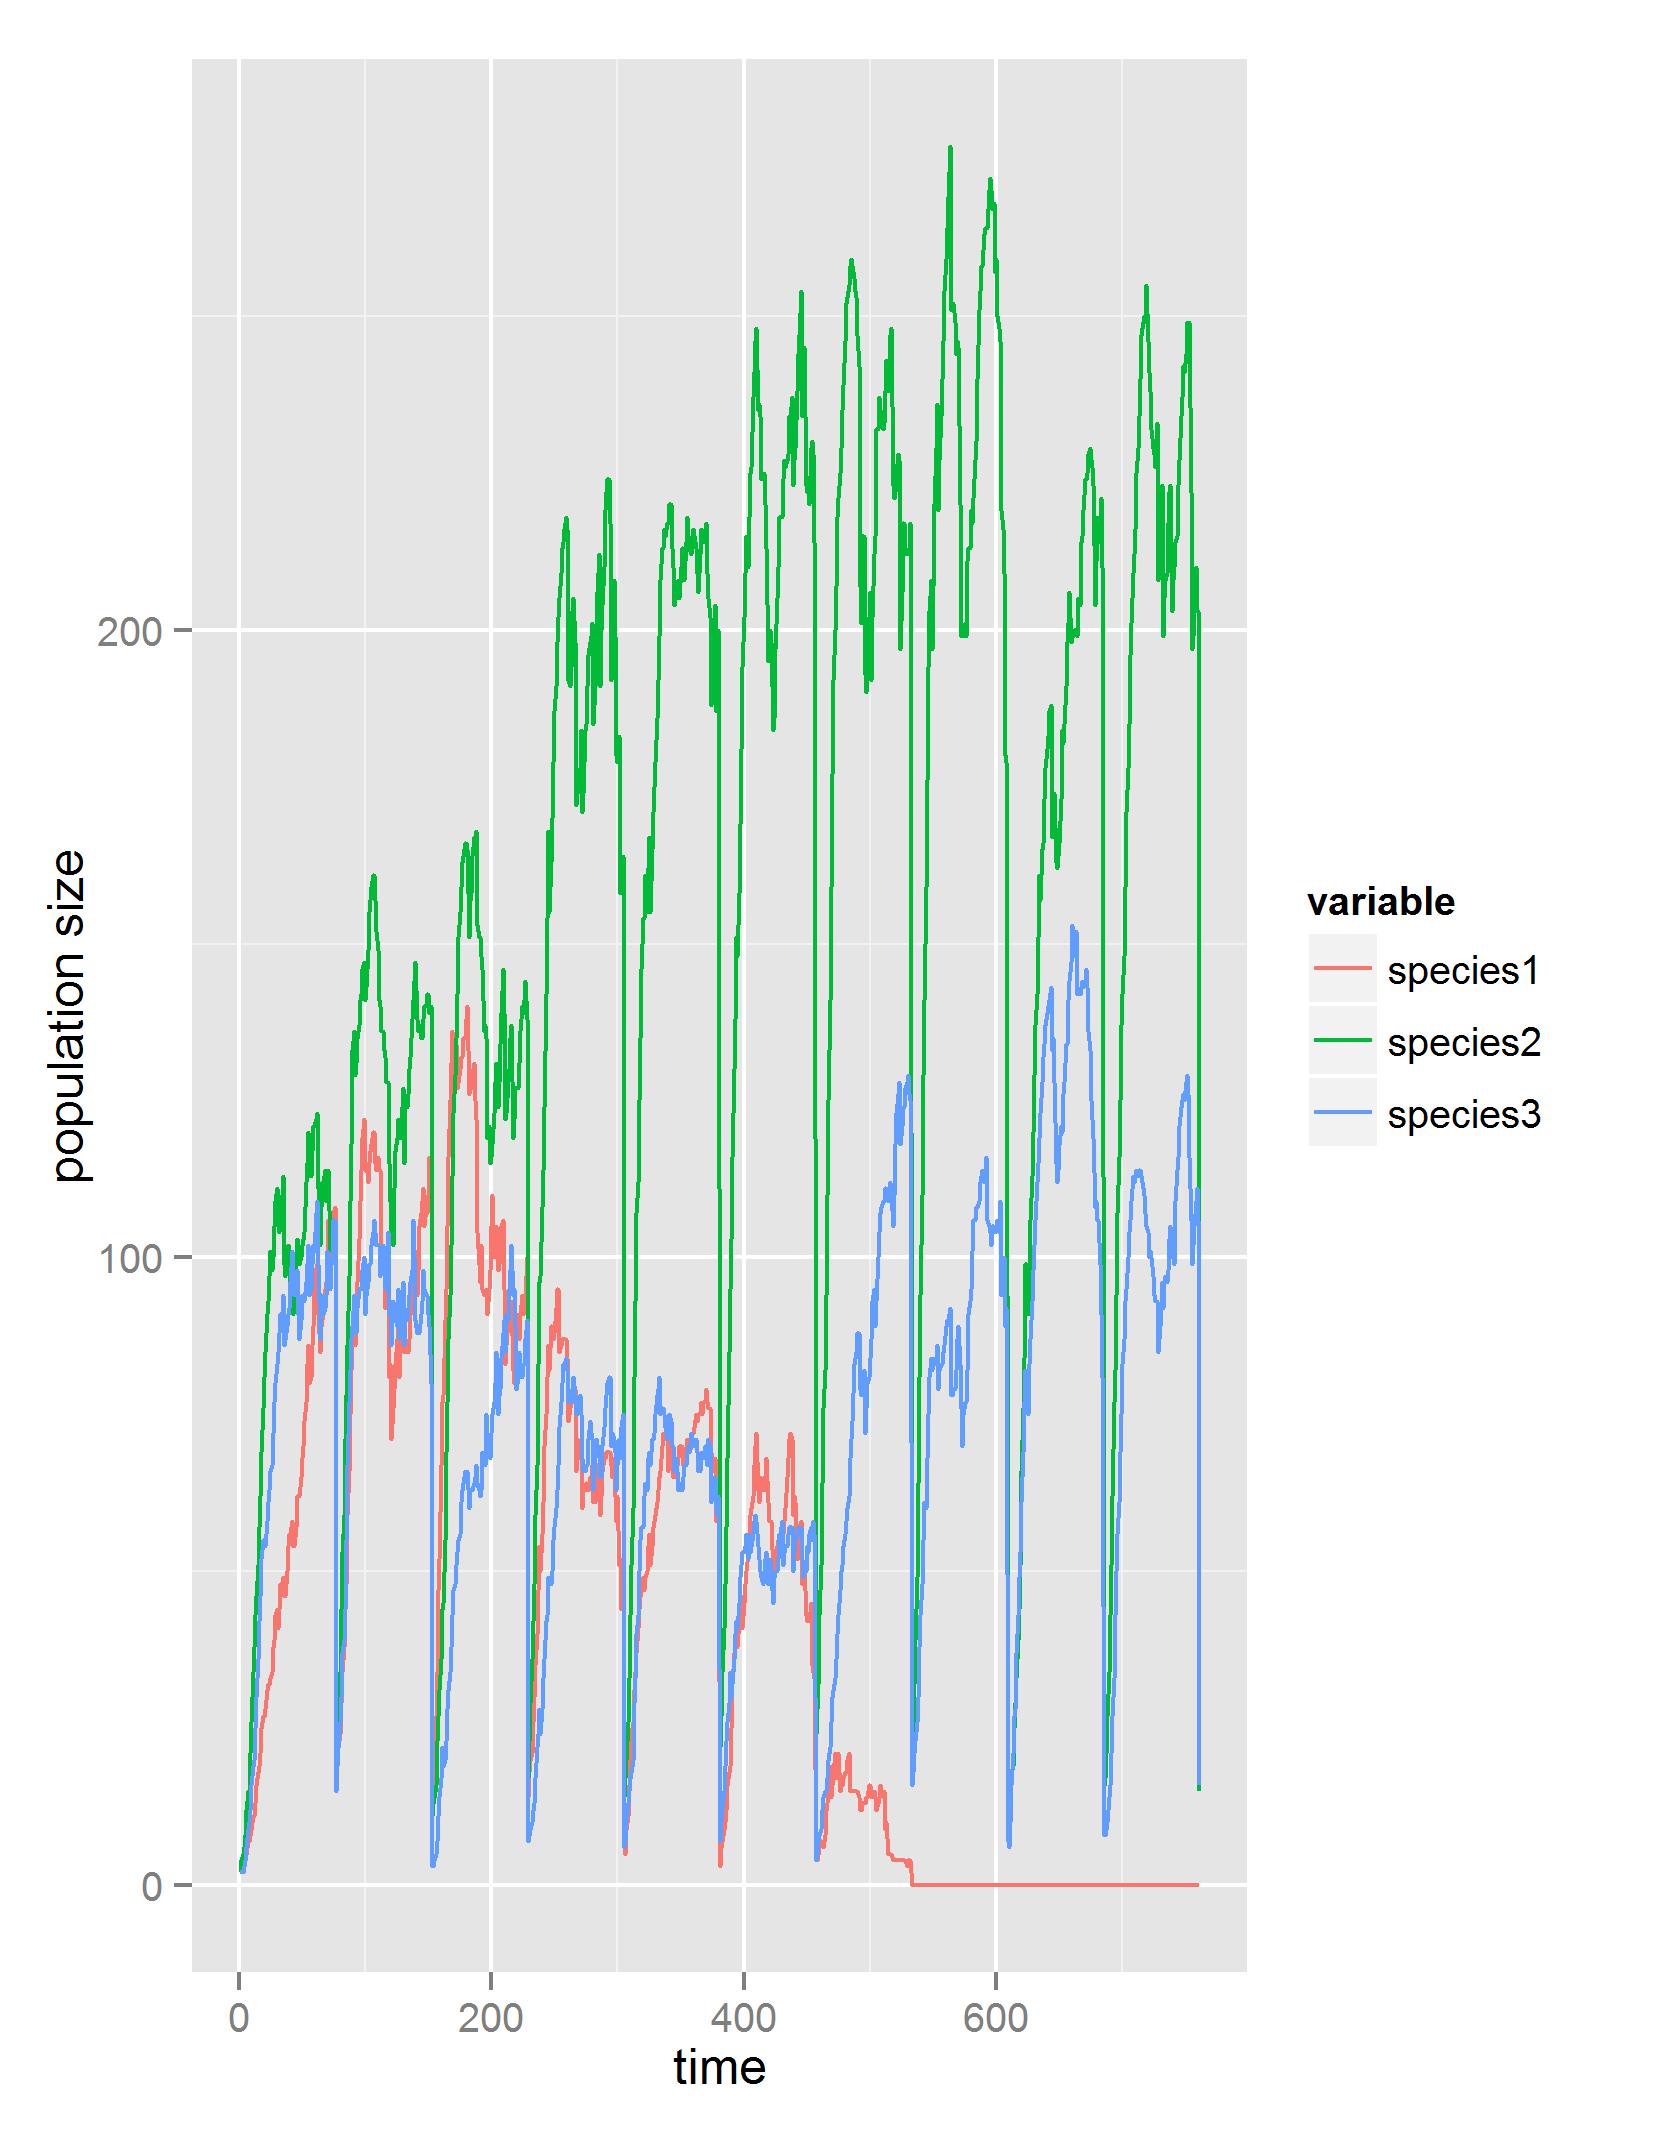 population size
200
100
0
0 200 400 600
time
variable
species1
species2
species3